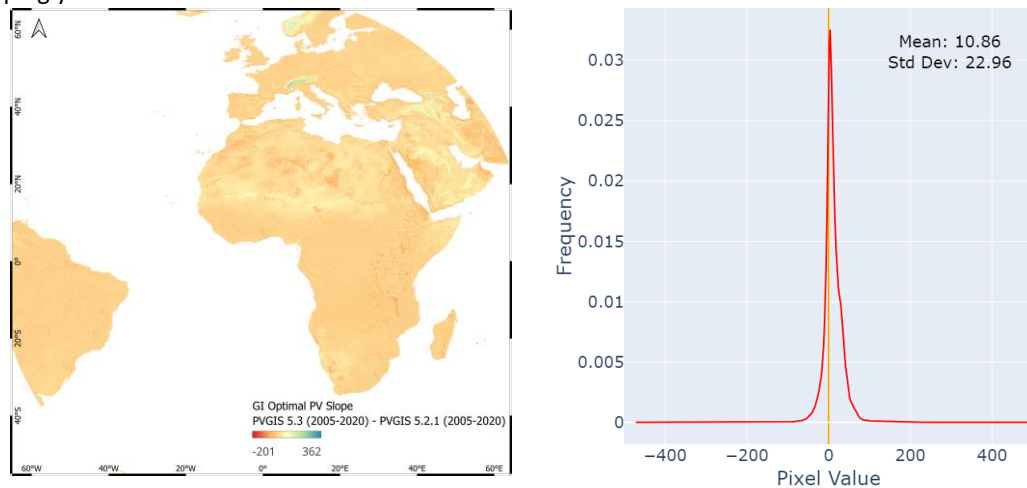 60°N
40°N
20°N
0°
20°S
40°S
GI Optimal PV Slope
PVGIS 5.3 (2005-2020) - PVGIS 5.2.1 (2005-2020)
-201 362
60°W 40°W 20°W 0° 20°E 40°E 60°E
Mean: 10.86
Std Dev: 22.96
0.03
0.025
0.02
0.015
0.01
0.005
0
Frequency
−400 −200 0 200 400
Pixel Value